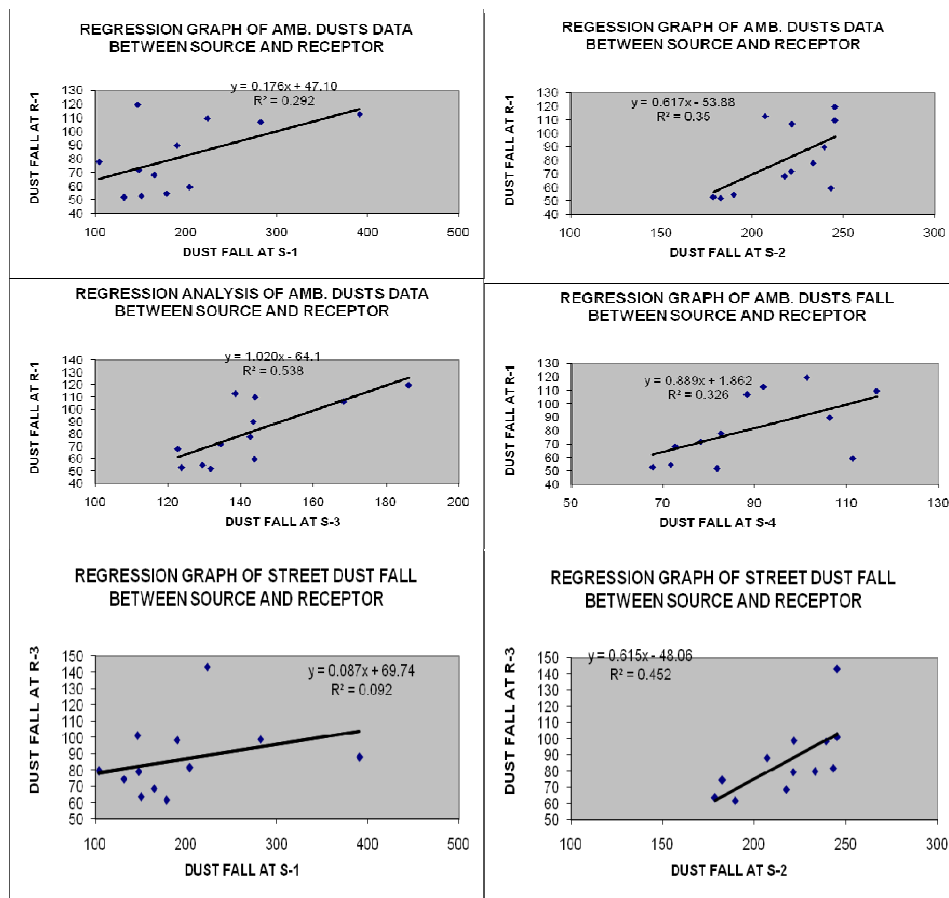 REGRESSION GRAPH OF AMB. DUSTS DATA
BETWEEN SOURCE AND RECEPTOR
y = 0.176x + 47.10
R² = 0.292
DUST FALL AT R-1
130
120
110
100
90
80
70
60
50
40
100 200 300 400 500
DUST FALL AT S-1
REGRESSION GRAPH OF AMB. DUSTS DATA
BETWEEN SOURCE AND RECEPTOR
y = 0.617x - 53.88
R² = 0.35
DUST FALL AT R-1
130
120
110
100
90
80
70
60
50
40
100 150 200 250 300
DUST FALL AT S-2
REGRESSION ANALYSIS OF AMB. DUSTS DATA
BETWEEN SOURCE AND RECEPTOR
y = 1.020x - 64.1
R² = 0.538
DUST FALL AT R-1
140
130
120
110
100
90
80
70
60
50
40
100 120 140 160 180 200
DUST FALL AT S-3
REGRESSION GRAPH OF AMB. DUSTS FALL
BETWEEN SOURCE AND RECEPTOR
y = 0.889x + 1.862
R² = 0.326
DUST FALL AT R-1
130
120
110
100
90
80
70
60
50
40
50 70 90 110 130
DUST FALL AT S-4
REGRESSION GRAPH OF STREET DUST FALL
BETWEEN SOURCE AND RECEPTOR
y = 0.087x + 69.74
R² = 0.092
DUST FALL AT R-3
150
140
130
120
110
100
90
80
70
60
50
100 200 300 400 500
DUST FALL AT S-1
REGRESSION GRAPH OF STREET DUST FALL
BETWEEN SOURCE AND RECEPTOR
y = 0.615x - 48.06
R² = 0.452
DUST FALL AT R-3
150
140
130
120
110
100
90
80
70
60
50
100 150 200 250 300
DUST FALL AT S-2